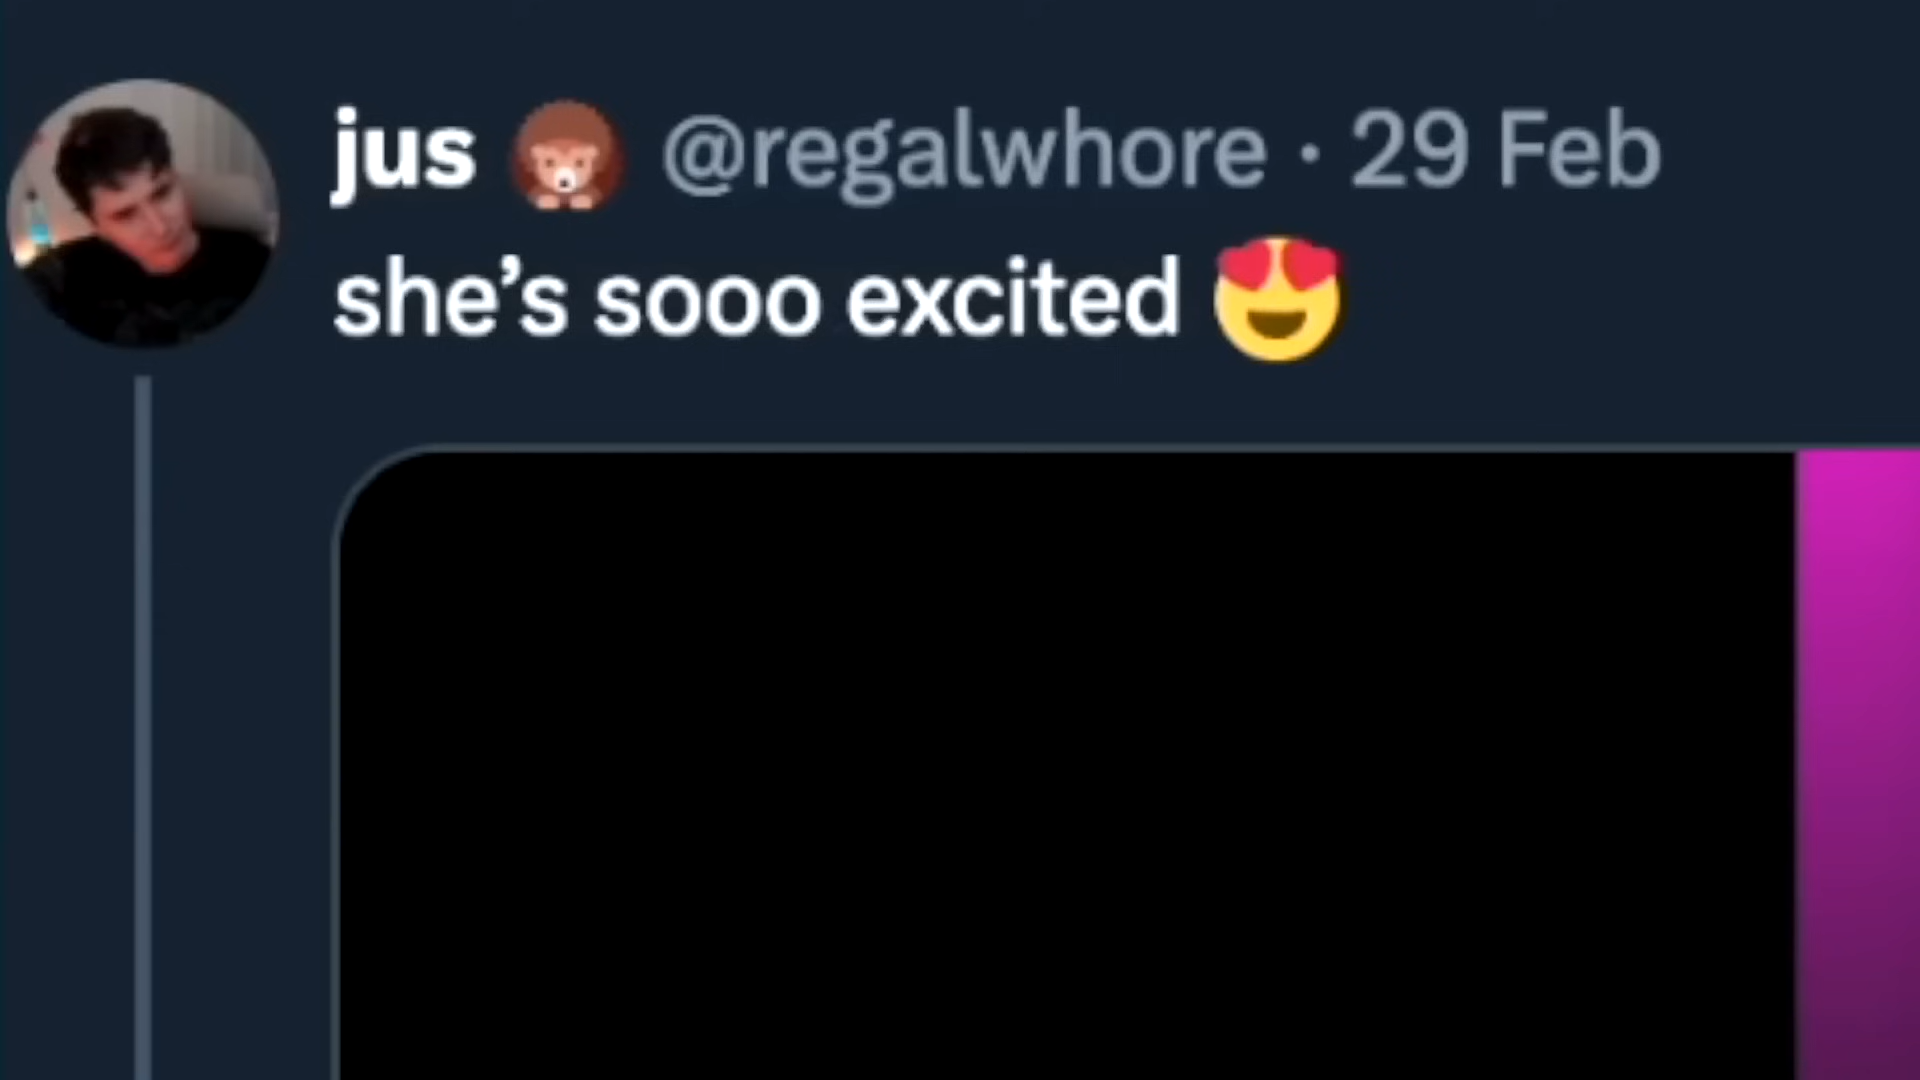 jus 🦔 @regalwhore · 29 Feb
she’s sooo excited 😍